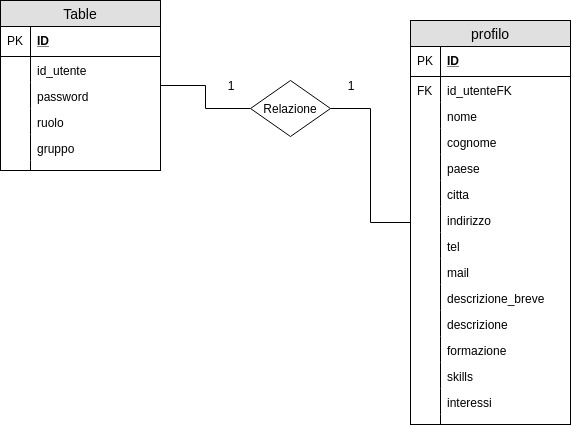 Table
PK ID
id_utente
password
ruolo
gruppo
1
Relazione
1
profilo
PK ID
FK id_utenteFK
nome
cognome
paese
citta
indirizzo
tel
mail
descrizione_breve
descrizione
formazione
skills
interessi